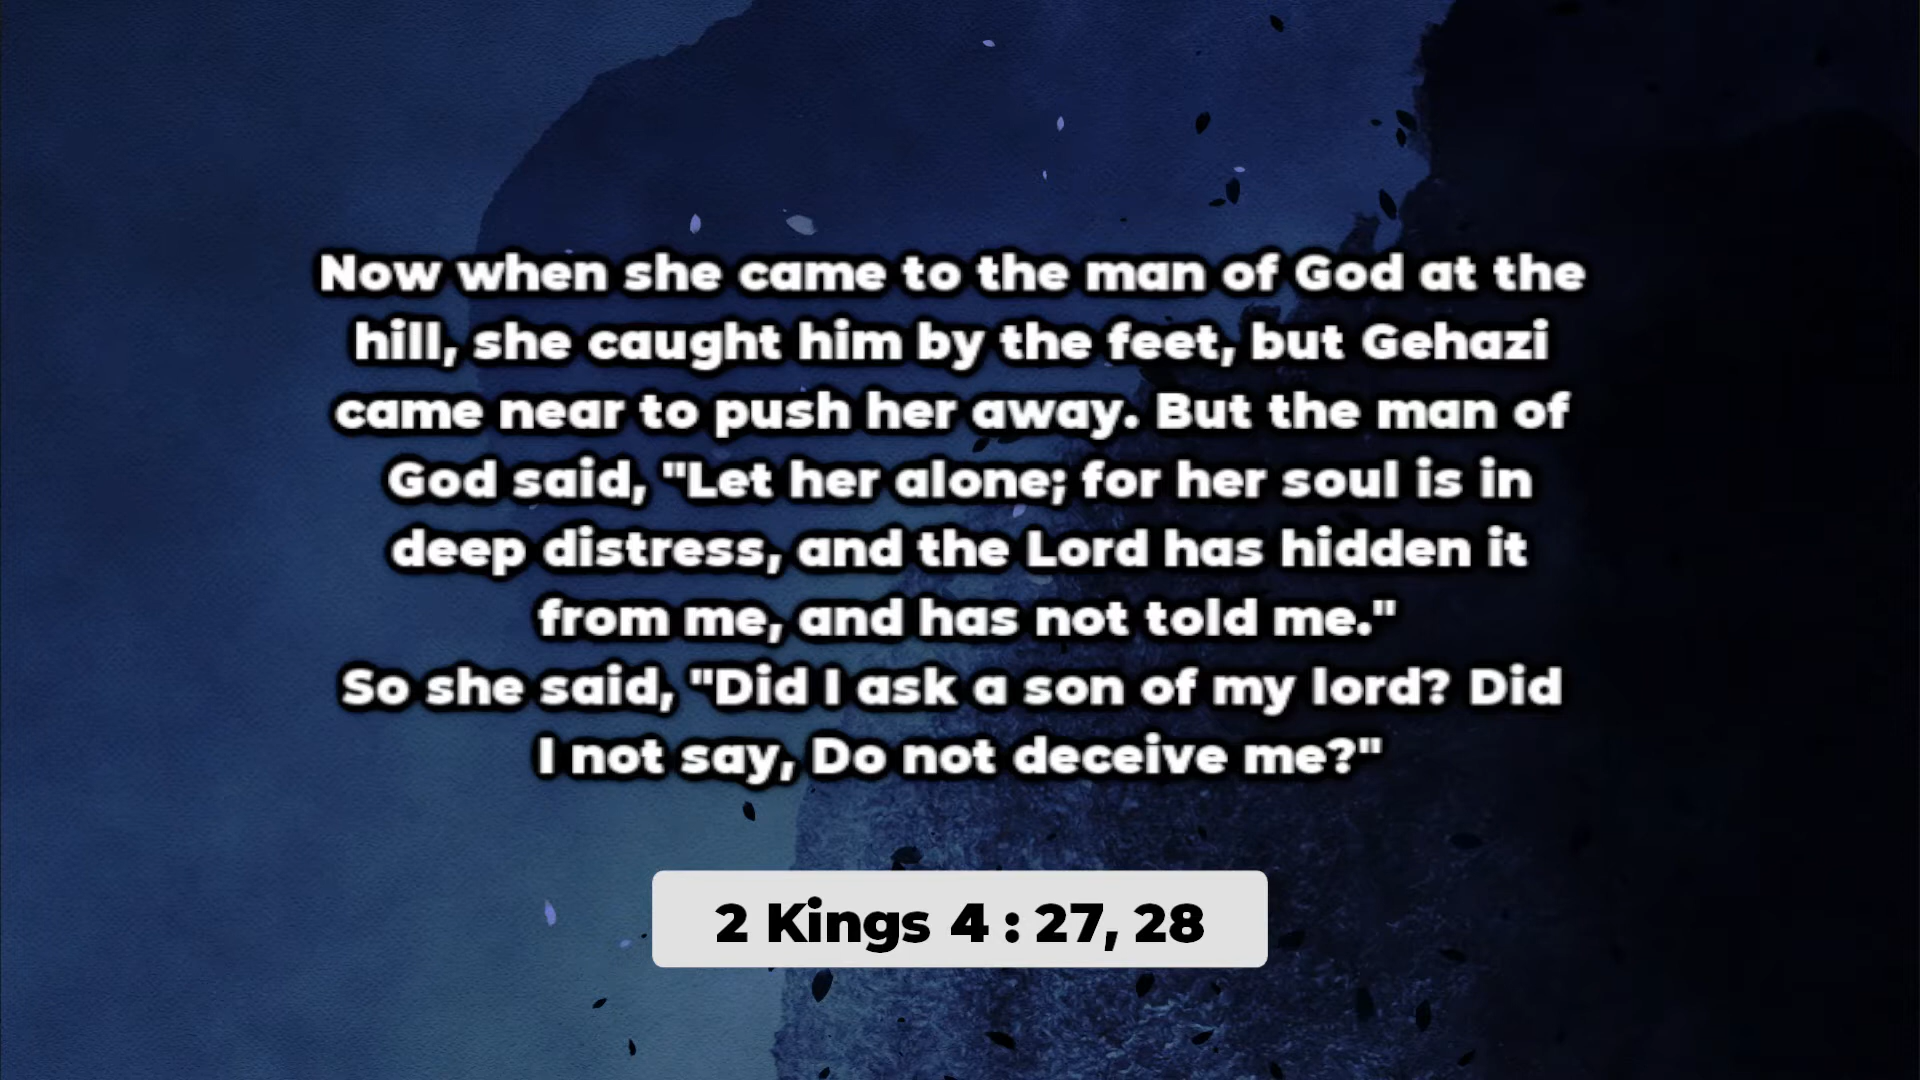 Now when she came to the man of God at the
hill, she caught him by the feet, but Gehazi
came near to push her away. But the man of
God said, "Let her alone; for her soul is in
deep distress, and the Lord has hidden it
from me, and has not told me."
So she said, "Did I ask a son of my lord? Did
I not say, Do not deceive me?"
2 Kings 4 : 27, 28